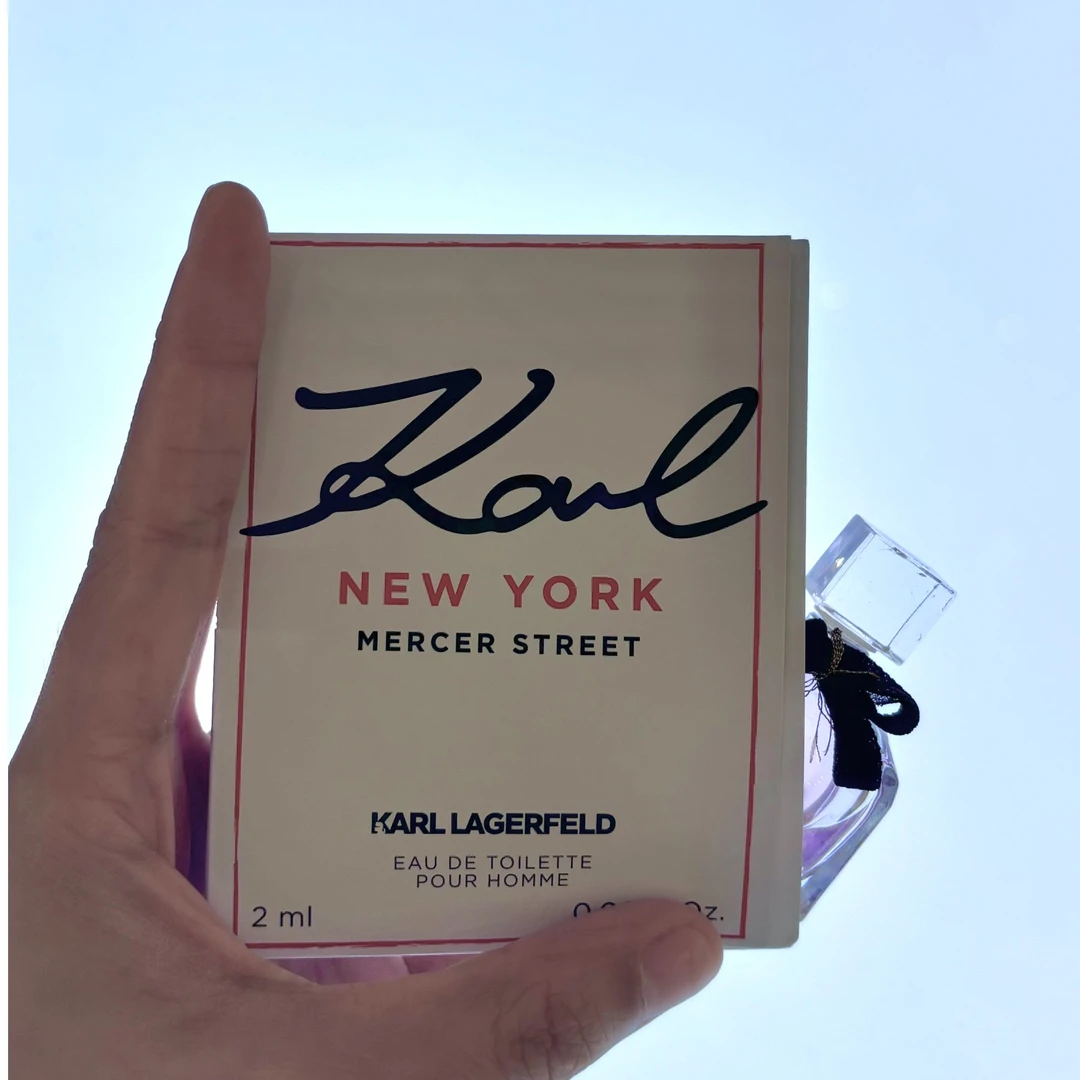 Karl
NEW YORK
MERCER STREET
KARL LAGERFELD
EAU DE TOILETTE
POUR HOMME
2 ml